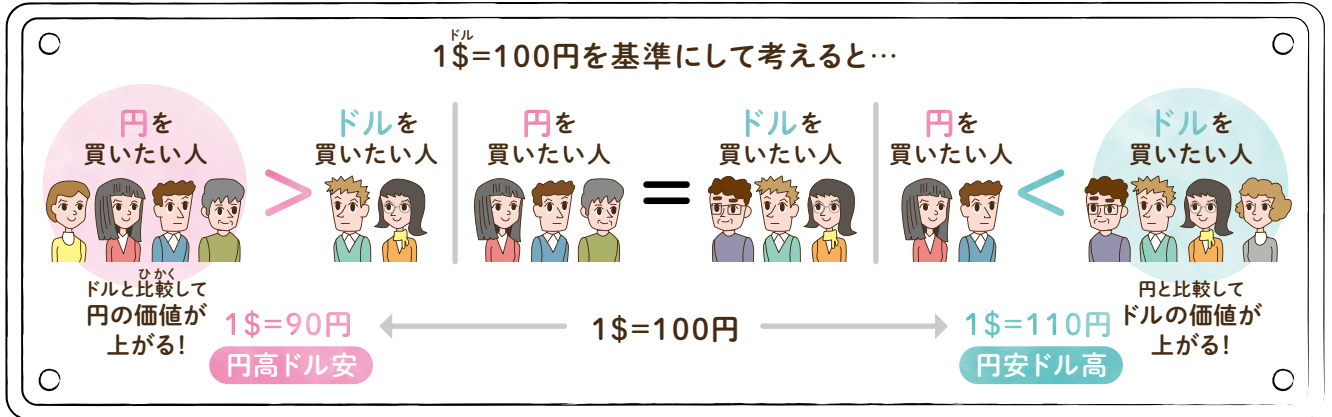 ドル
1$=100円を基準にして考えると…
円を
買いたい人
>
ドルを
買いたい人
円を
買いたい人
=
ドルを
買いたい人
円を
買いたい人
<
ドルを
買いたい人
ひかく
ドルと比較して
円の価値が
上がる!
1$=90円
円高ドル安
1$=100円
1$=110円
円安ドル高
円と比較して
ドルの価値が
上がる!